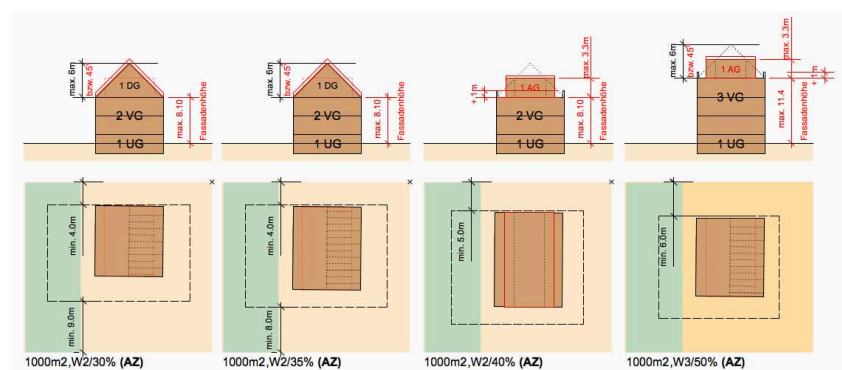 max. 6m
bzw. 45°
1 DG
2 VG
1 UG
max. 8.10
Fassadenhöhe
max. 6m
bzw. 45°
1 DG
2 VG
1 UG
max. 8.10
Fassadenhöhe
max. 3.3m
+ 1m
1 AG
2 VG
1 UG
max. 8.10
Fassadenhöhe
max. 3.3m
max. 6m
bzw. 45°
1 AG
+ 1m
3 VG
1 UG
max. 11.4
Fassadenhöhe
min. 4.0m
min. 9.0m
min. 4.0m
min. 8.0m
min. 5.0m
min. 6.0m
1000m2,W2/30% (AZ)
1000m2,W2/35% (AZ)
1000m2,W2/40% (AZ)
1000m2,W3/50% (AZ)